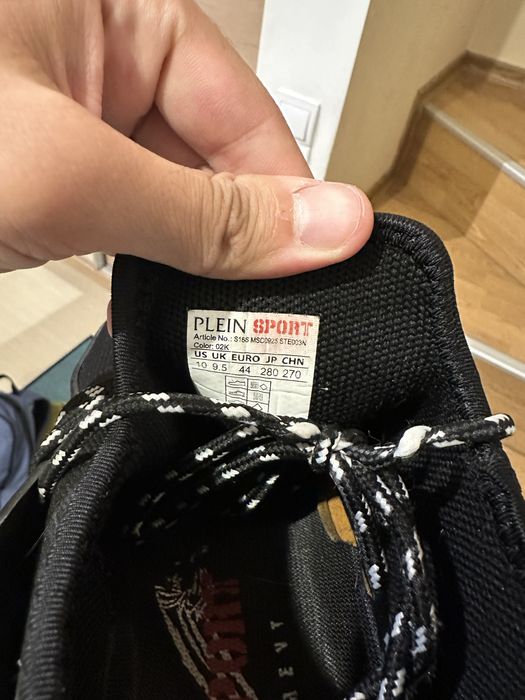 PLEIN SPORT
Article No.: S18S MSC0925 STE003N
Color: 02K
US UK EURO JP CHN
10 9.5 44 280 270